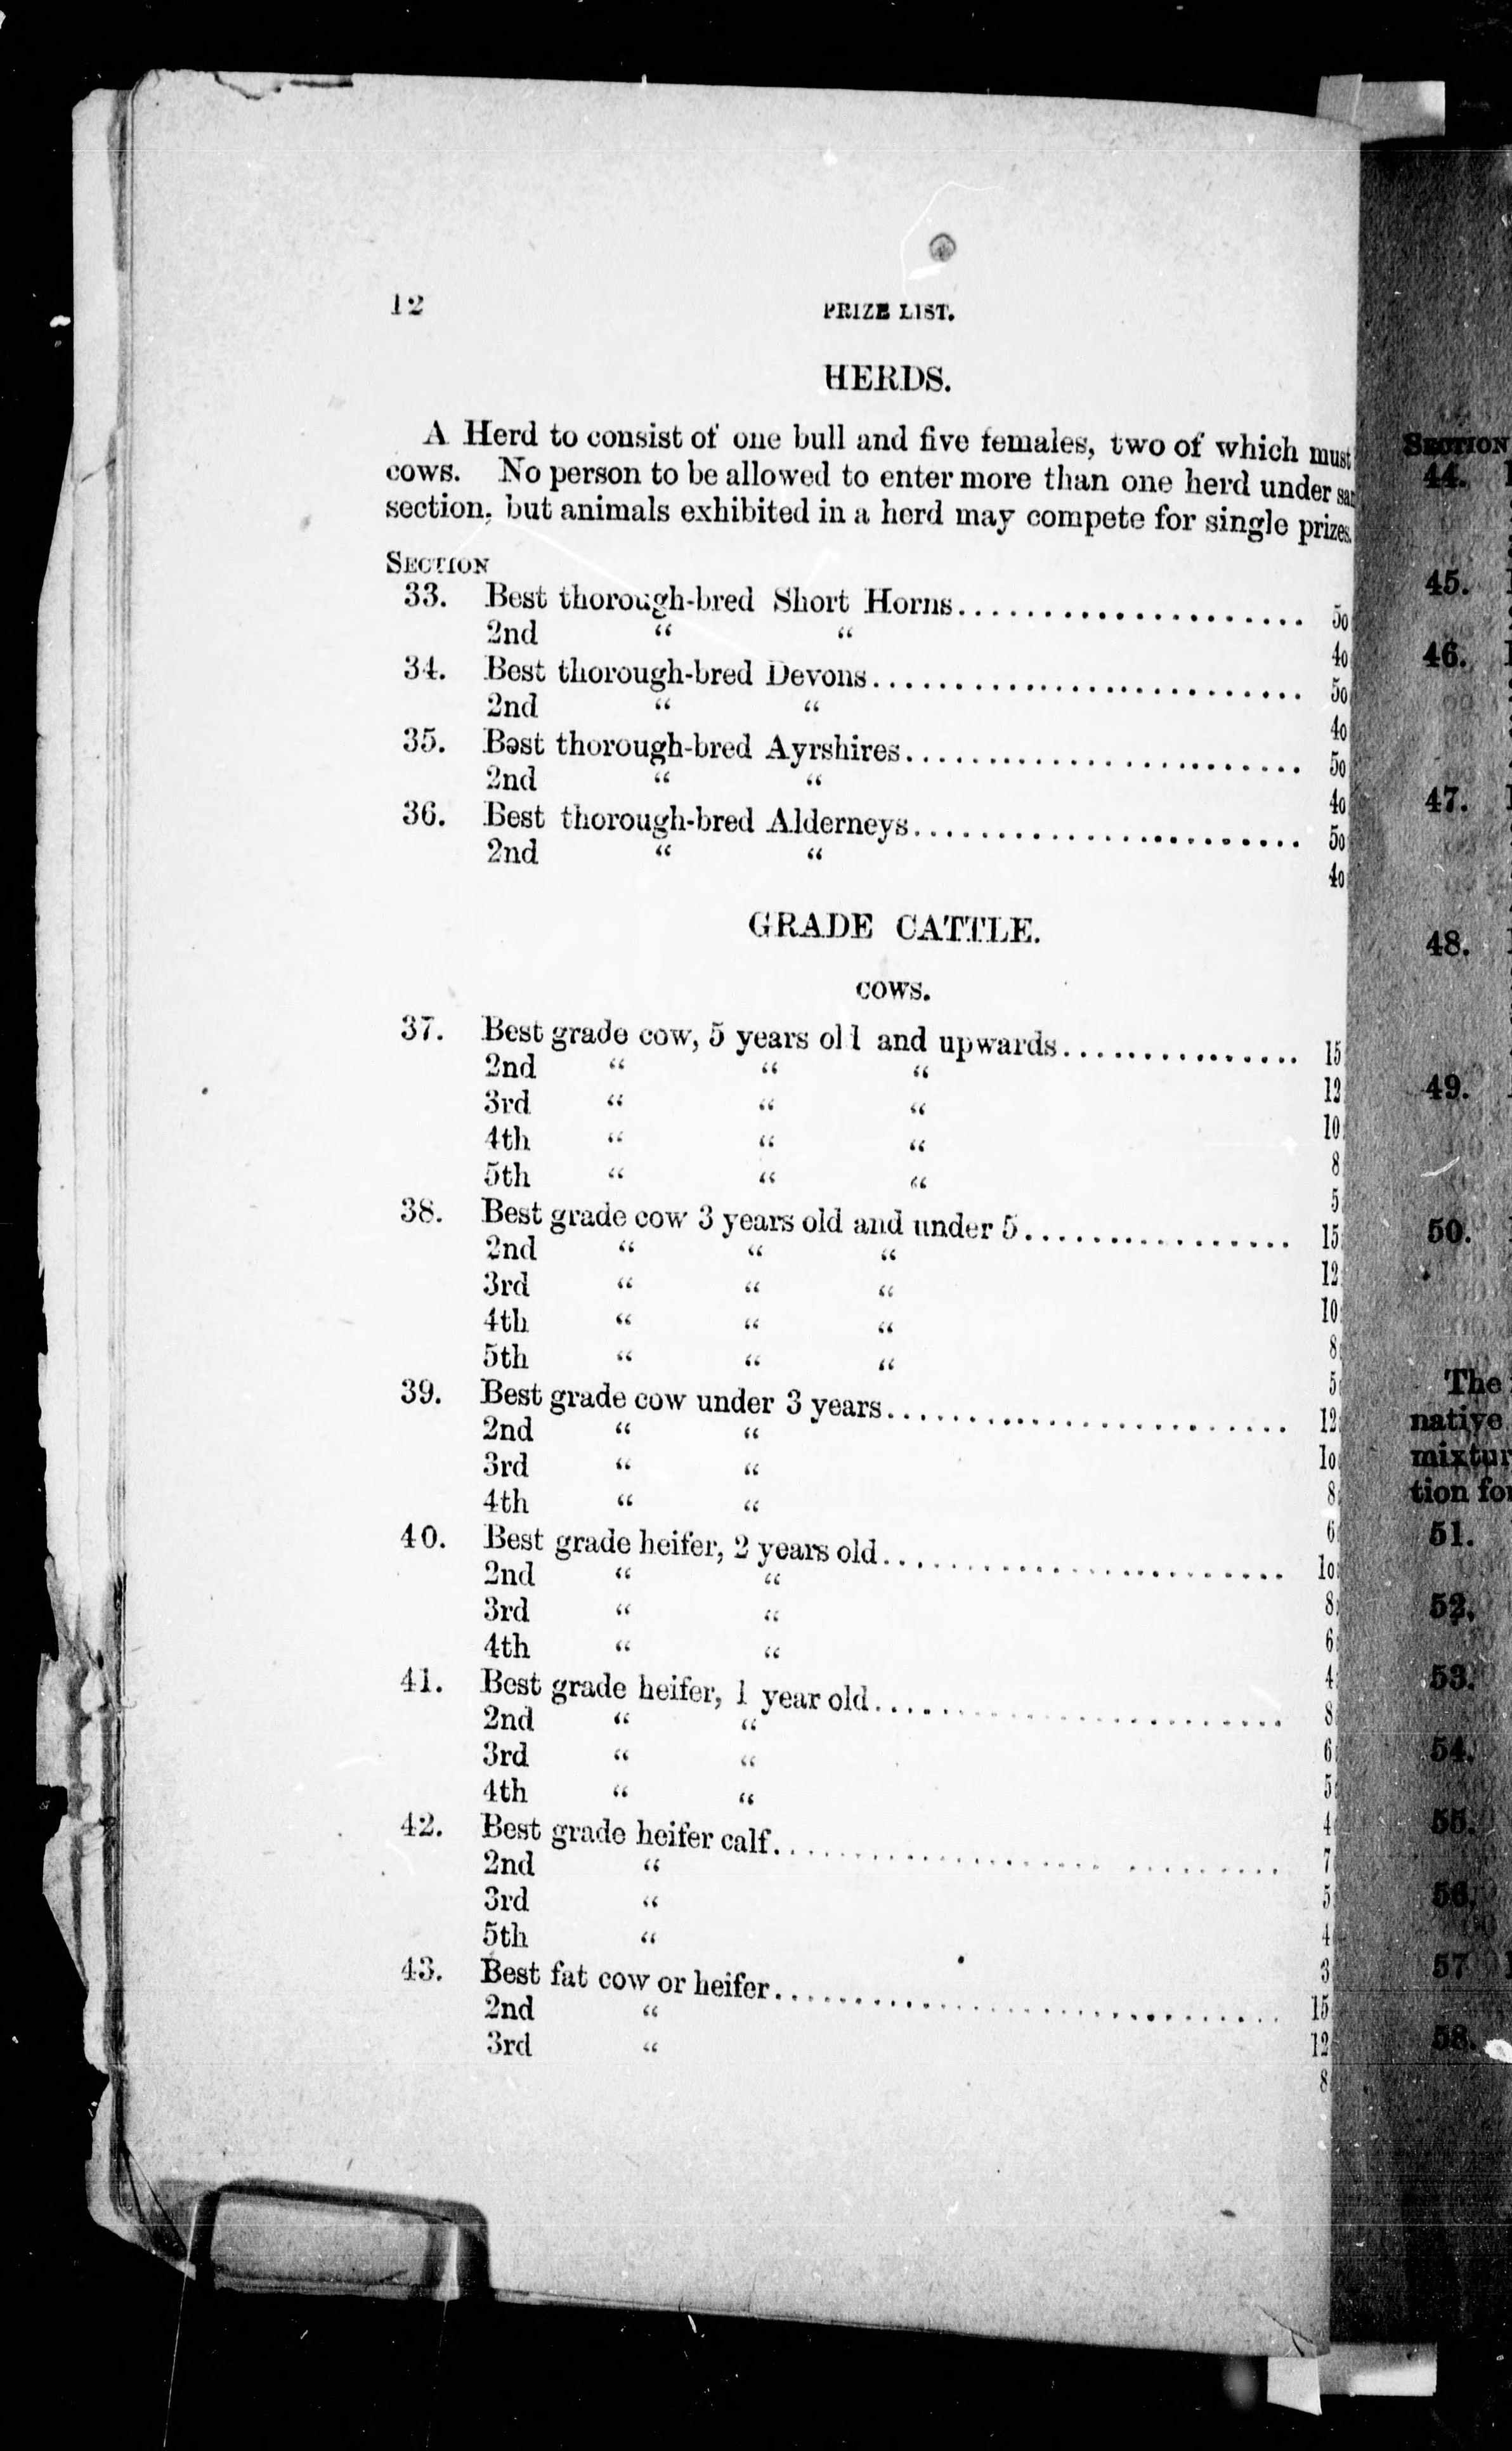 12 PRIZE LIST.
HERDS.
A Herd to consist of one bull and five females, two of which must
cows. No person to be allowed to enter more than one herd under
section, but animals exhibited in a herd may compete for single prizes.
SECTION
33. Best thorough-bred Short Horns..................... 50
2nd “ “ 40
34. Best thorough-bred Devons........................... 50
2nd “ “ 40
35. Best thorough-bred Ayrshires......................... 50
2nd “ “ 40
36. Best thorough-bred Alderneys........................ 50
2nd “ “ 40
GRADE CATTLE.
COWS.
37. Best grade cow, 5 years old and upwards............... 15
2nd “ “ “ 12
3rd “ “ “ 10
4th “ “ “ 8
5th “ “ “ 5
38. Best grade cow 3 years old and under 5................. 15
2nd “ “ “ 12
3rd “ “ “ 10
4th “ “ “ 8
5th “ “ “ 5
39. Best grade cow under 3 years......................... 12
2nd “ “ 10
3rd “ “ 8
4th “ “ 6
40. Best grade heifer, 2 years old......................... 10
2nd “ “ 8
3rd “ “ 6
4th “ “ 4
41. Best grade heifer, 1 year old......................... 8
2nd “ “ 6
3rd “ “ 5
4th “ “ 4
42. Best grade heifer calf............................... 7
2nd “ 5
3rd “ 4
5th “ 3
43. Best fat cow or heifer............................... 15
2nd “ 12
3rd “ 8
SECTION
44.
45.
46.
47.
48.
49.
50.
The
native
mixtur
tion for
51.
52.
53.
54.
55.
56.
57
58.